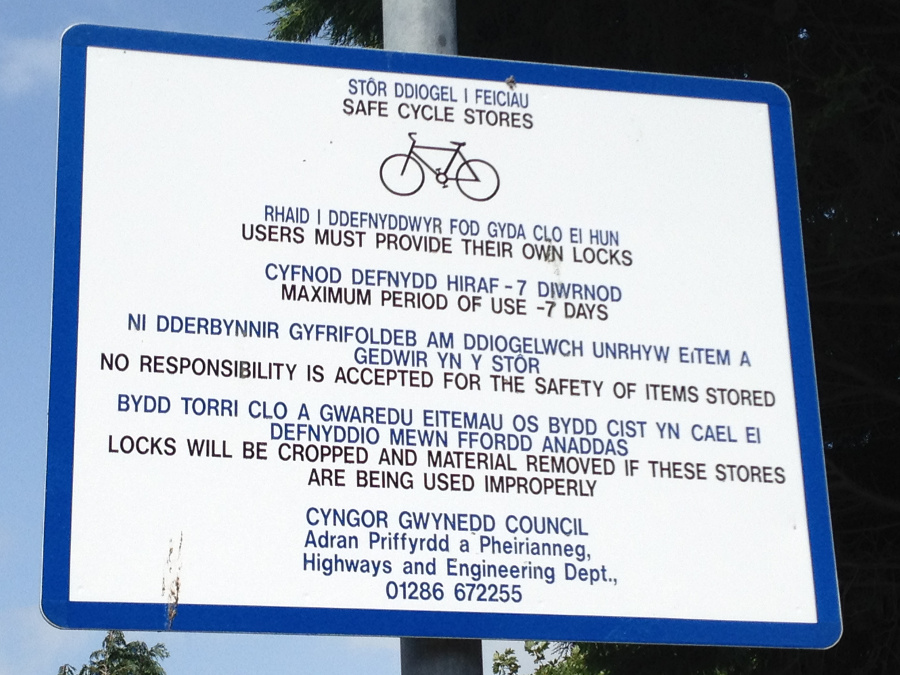 STÔR DDIOGEL I FEICIAU
SAFE CYCLE STORES
RHAID I DDEFNYDDWYR FOD GYDA CLO EI HUN
USERS MUST PROVIDE THEIR OWN LOCKS
CYFNOD DEFNYDD HIRAF - 7 DIWRNOD
MAXIMUM PERIOD OF USE -7 DAYS
NI DDERBYNNIR GYFRIFOLDEB AM DDIOGELWCH UNRHYW EiTEM A
GEDWIR YN Y STÔR
NO RESPONSIBILITY IS ACCEPTED FOR THE SAFETY OF ITEMS STORED
BYDD TORRI CLO A GWAREDU EITEMAU OS BYDD CIST YN CAEL EI
DEFNYDDIO MEWN FFORDD ANADDAS
LOCKS WILL BE CROPPED AND MATERIAL REMOVED IF THESE STORES
ARE BEING USED IMPROPERLY
CYNGOR GWYNEDD COUNCIL
Adran Priffyrdd a Pheirianneg,
Highways and Engineering Dept.,
01286 672255